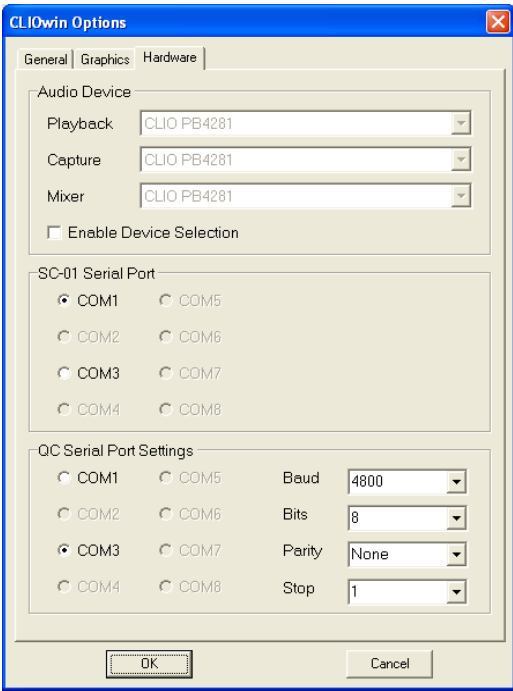 CLIOwin Options
General Graphics Hardware
Audio Device
Playback CLIO PB4281
Capture CLIO PB4281
Mixer CLIO PB4281
Enable Device Selection
SC-01 Serial Port
COM1 COM5
COM2 COM6
COM3 COM7
COM4 COM8
QC Serial Port Settings
COM1 COM5 Baud 4800
COM2 COM6 Bits 8
COM3 COM7 Parity None
COM4 COM8 Stop 1
OK Cancel